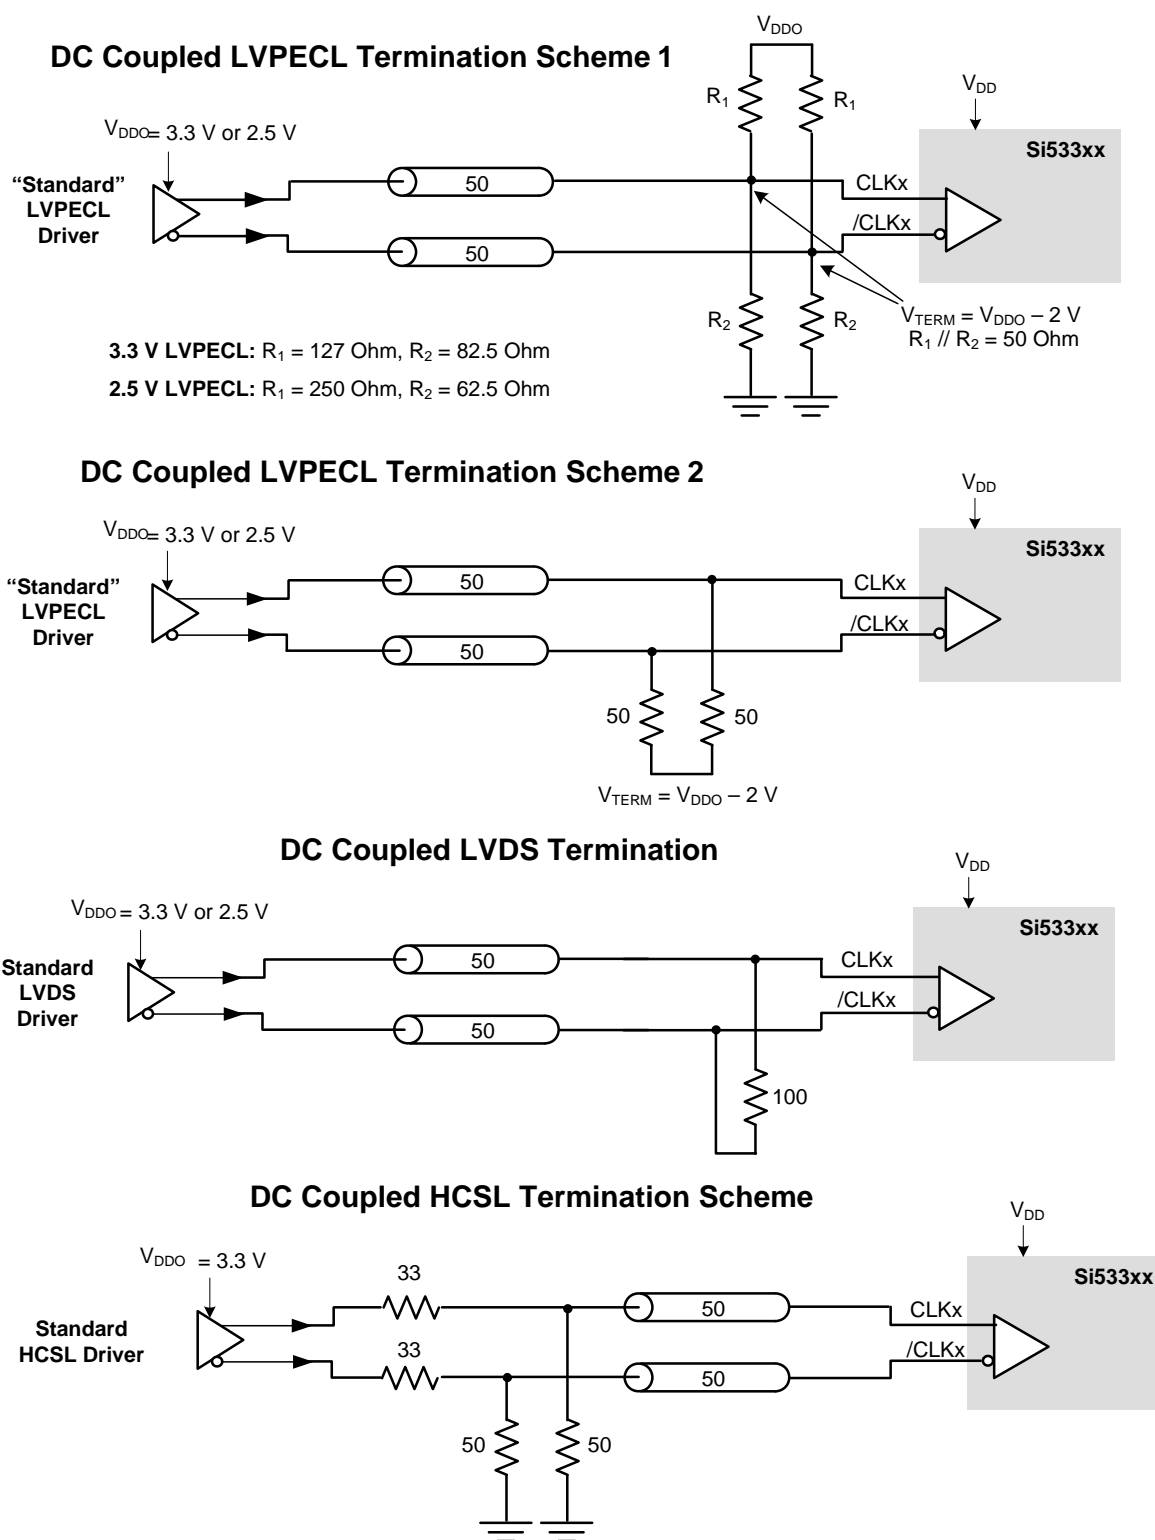 DC Coupled LVPECL Termination Scheme 1
VDDO
R1
R1
VDD
VDDO= 3.3 V or 2.5 V
Si533xx
“Standard”
LVPECL
Driver
50
CLKx
50
/CLKx
R2
R2
VTERM = VDDO – 2 V
R1 // R2 = 50 Ohm
3.3 V LVPECL: R1 = 127 Ohm, R2 = 82.5 Ohm
2.5 V LVPECL: R1 = 250 Ohm, R2 = 62.5 Ohm
DC Coupled LVPECL Termination Scheme 2
VDD
VDDO= 3.3 V or 2.5 V
Si533xx
“Standard”
LVPECL
Driver
50
CLKx
50
/CLKx
50
50
VTERM = VDDO – 2 V
DC Coupled LVDS Termination
VDD
VDDO = 3.3 V or 2.5 V
Si533xx
Standard
LVDS
Driver
50
CLKx
50
/CLKx
100
DC Coupled HCSL Termination Scheme
VDD
VDDO = 3.3 V
Si533xx
33
Standard
HCSL Driver
50
CLKx
33
50
/CLKx
50
50